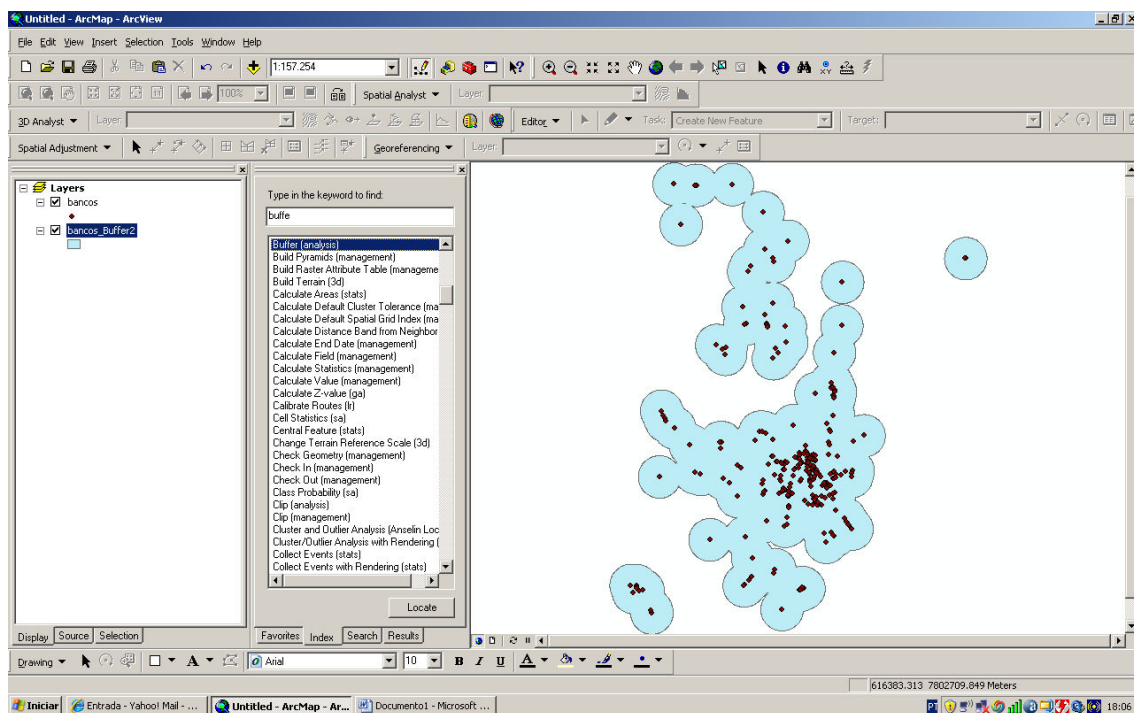 Untitled - ArcMap - ArcView
File Edit View Insert Selection Tools Window Help
1:157.254
100% Spatial Analyst Layer:
3D Analyst Layer: Editor Task: Create New Feature Target:
Spatial Adjustment Georeferencing Layer:
Layers
bancos
bancos_Buffer2
Type in the keyword to find:
buffe
Buffer (analysis)
Build Pyramids (management)
Build Raster Attribute Table (manageme
Build Terrain (3d)
Calculate Areas (stats)
Calculate Default Cluster Tolerance (ma
Calculate Default Spatial Grid Index (ma
Calculate Distance Band from Neighbor
Calculate End Date (management)
Calculate Field (management)
Calculate Statistics (management)
Calculate Value (management)
Calculate Z-value (ga)
Calibrate Routes (lr)
Cell Statistics (sa)
Central Feature (stats)
Change Terrain Reference Scale (3d)
Check Geometry (management)
Check In (management)
Check Out (management)
Class Probability (sa)
Clip (analysis)
Clip (management)
Cluster and Outlier Analysis (Anselin Loc
Cluster/Outlier Analysis with Rendering (
Collect Events (stats)
Collect Events with Rendering (stats)
Locate
Display Source Selection
Favorites Index Search Results
Drawing A Arial 10 B I U A
616383.313 7802709.849 Meters
Iniciar Entrada - Yahoo! Mail - ... Untitled - ArcMap - Ar... Documento1 - Microsoft ... PT 18:06